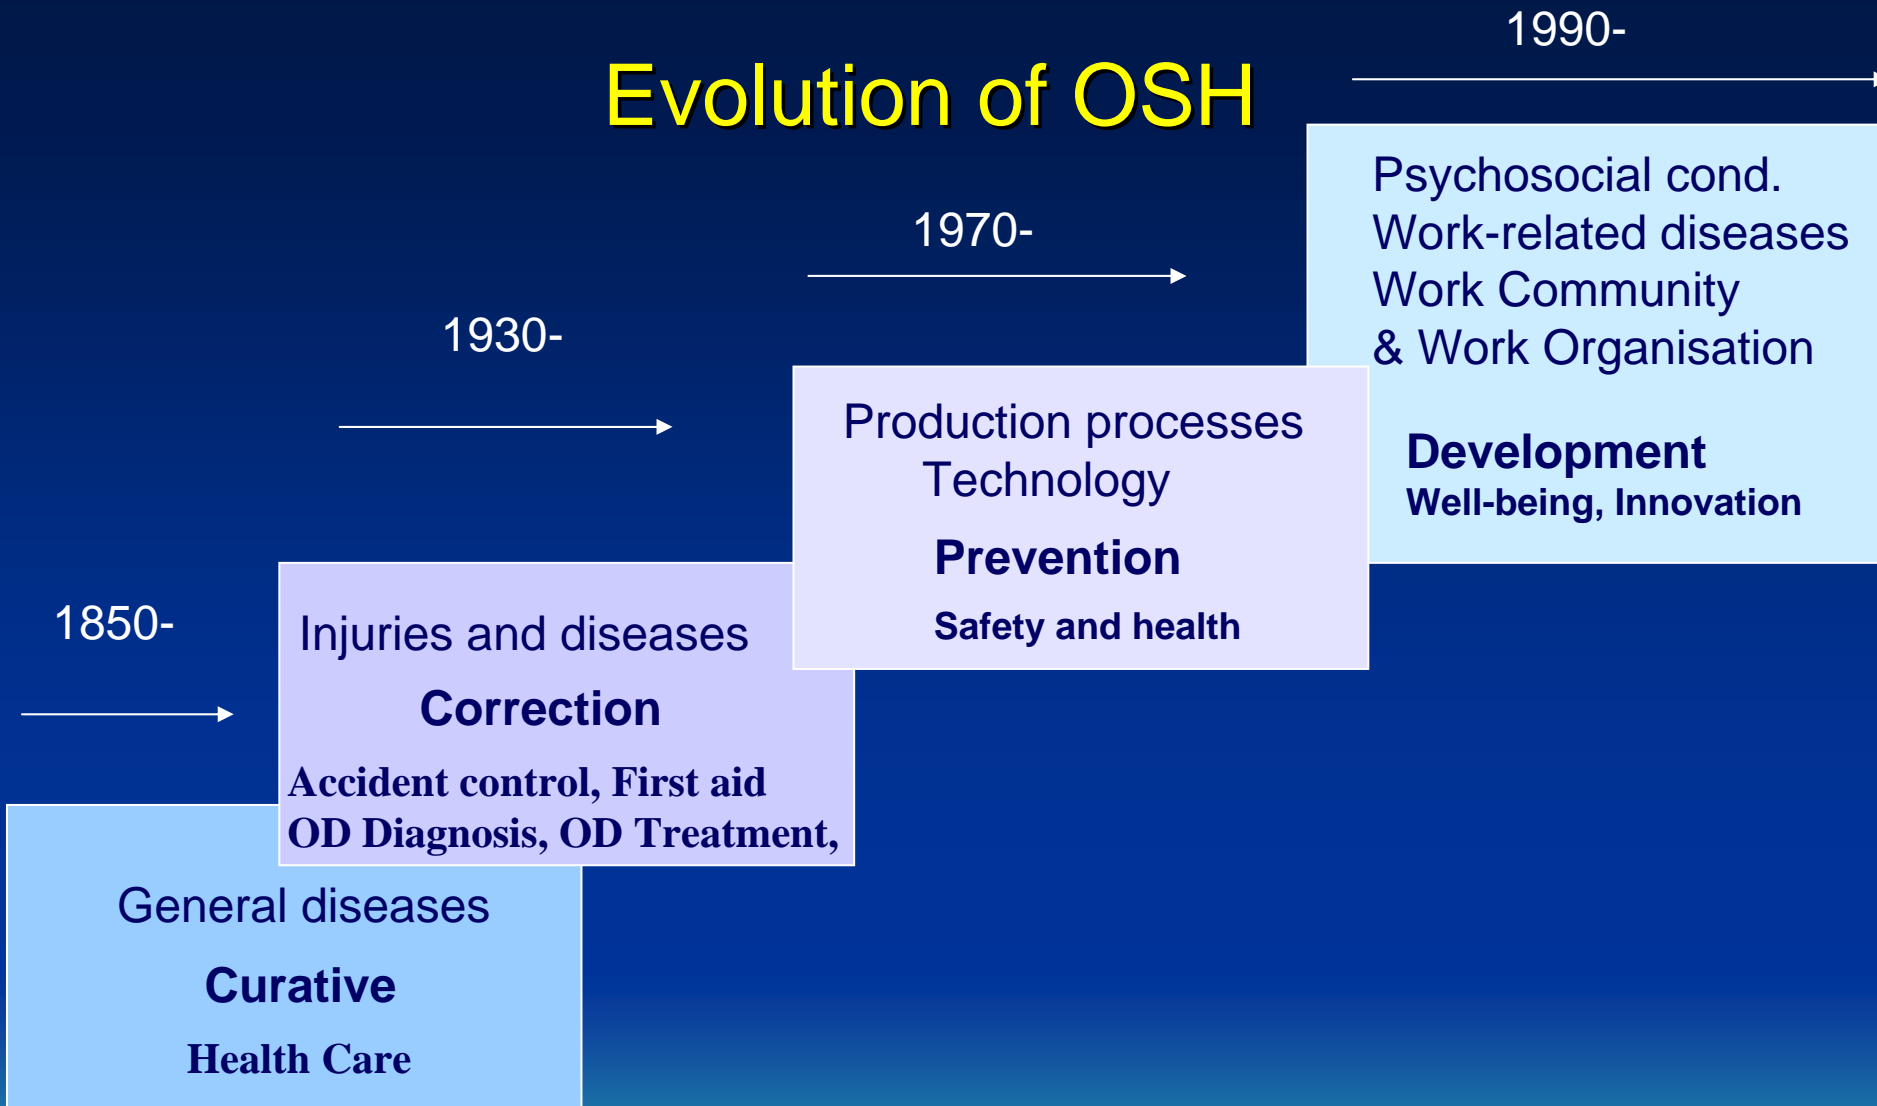 Evolution of OSH
1850-
General diseases
Curative
Health Care
1930-
Injuries and diseases
Correction
Accident control, First aid
OD Diagnosis, OD Treatment,
1970-
Production processes
Technology
Prevention
Safety and health
1990-
Psychosocial cond.
Work-related diseases
Work Community
& Work Organisation
Development
Well-being, Innovation